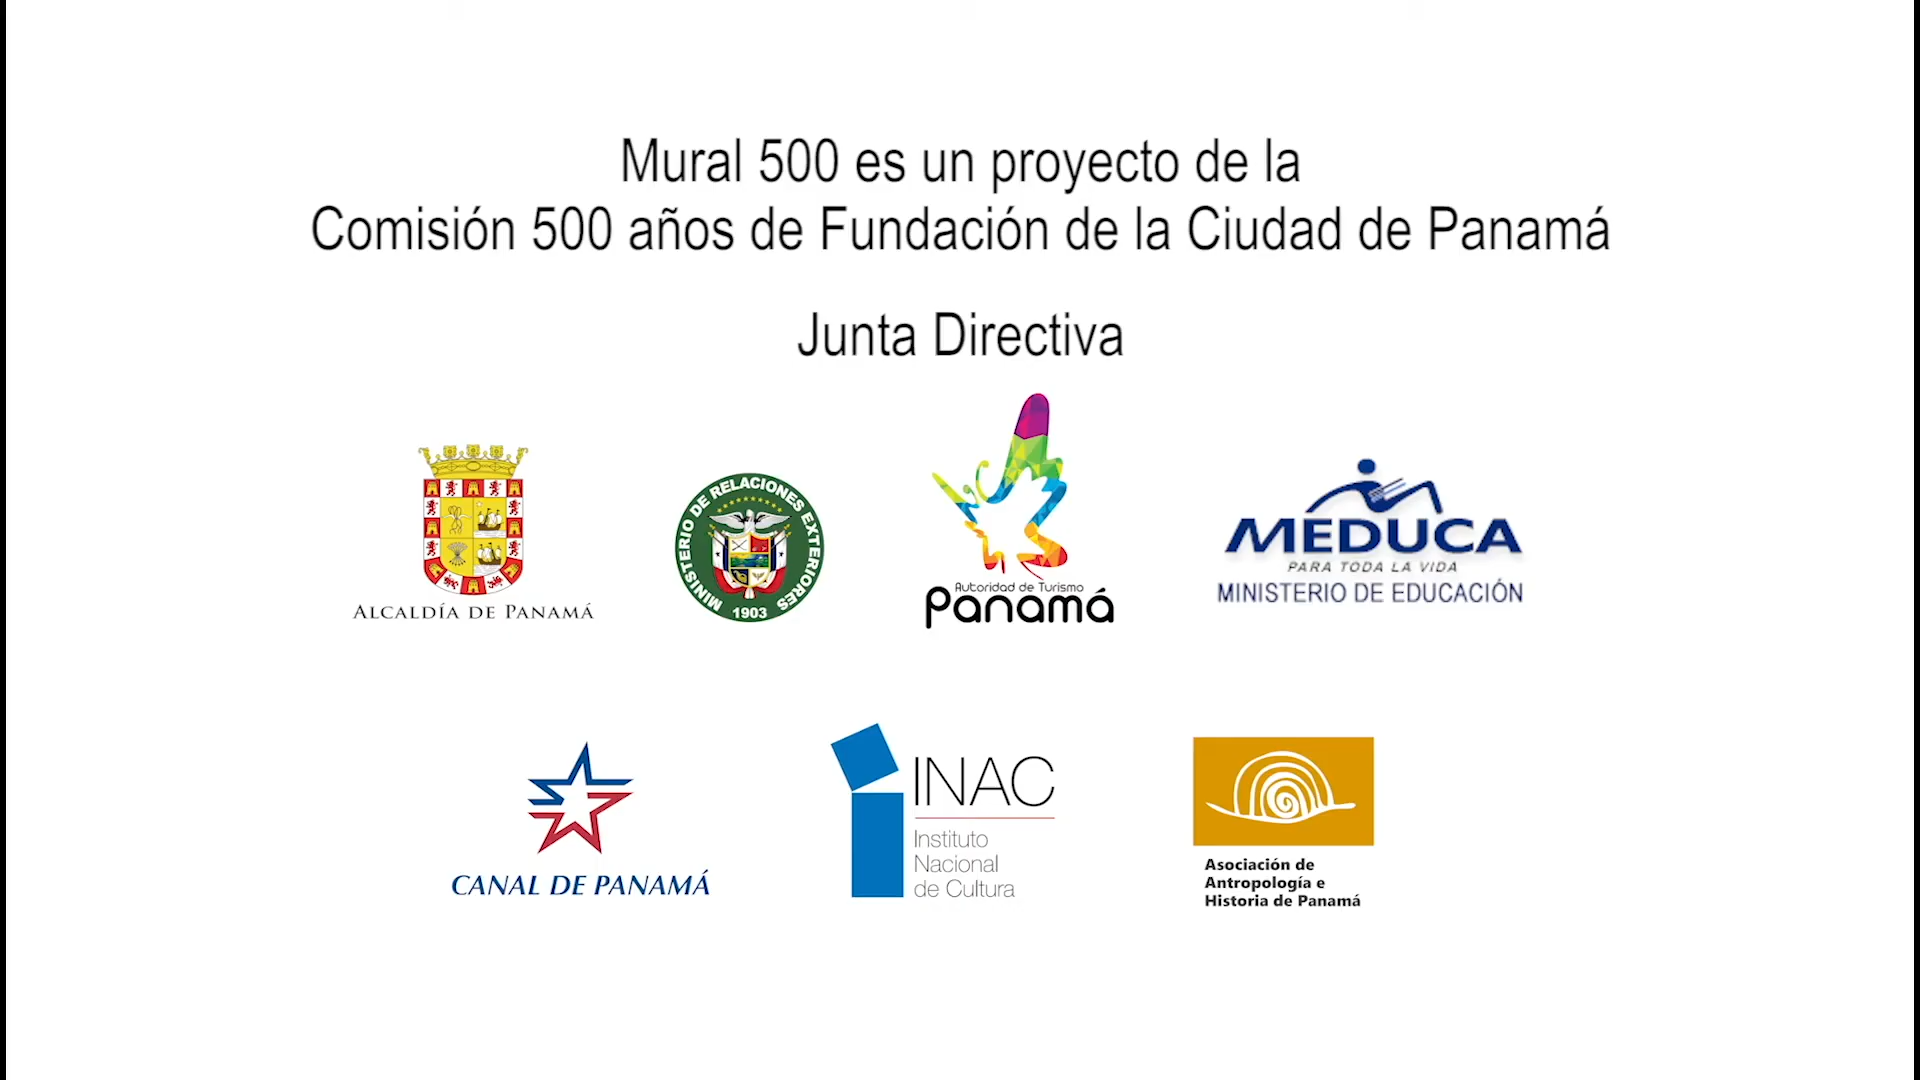 Mural 500 es un proyecto de la
Comisión 500 años de Fundación de la Ciudad de Panamá
Junta Directiva
ALCALDÍA DE PANAMÁ
MINISTERIO DE RELACIONES EXTERIORES
1903
Autoridad de Turismo
Panamá
MEDUCA
PARA TODA LA VIDA
MINISTERIO DE EDUCACIÓN
CANAL DE PANAMÁ
INAC
Instituto
Nacional
de Cultura
Asociación de
Antropología e
Historia de Panamá